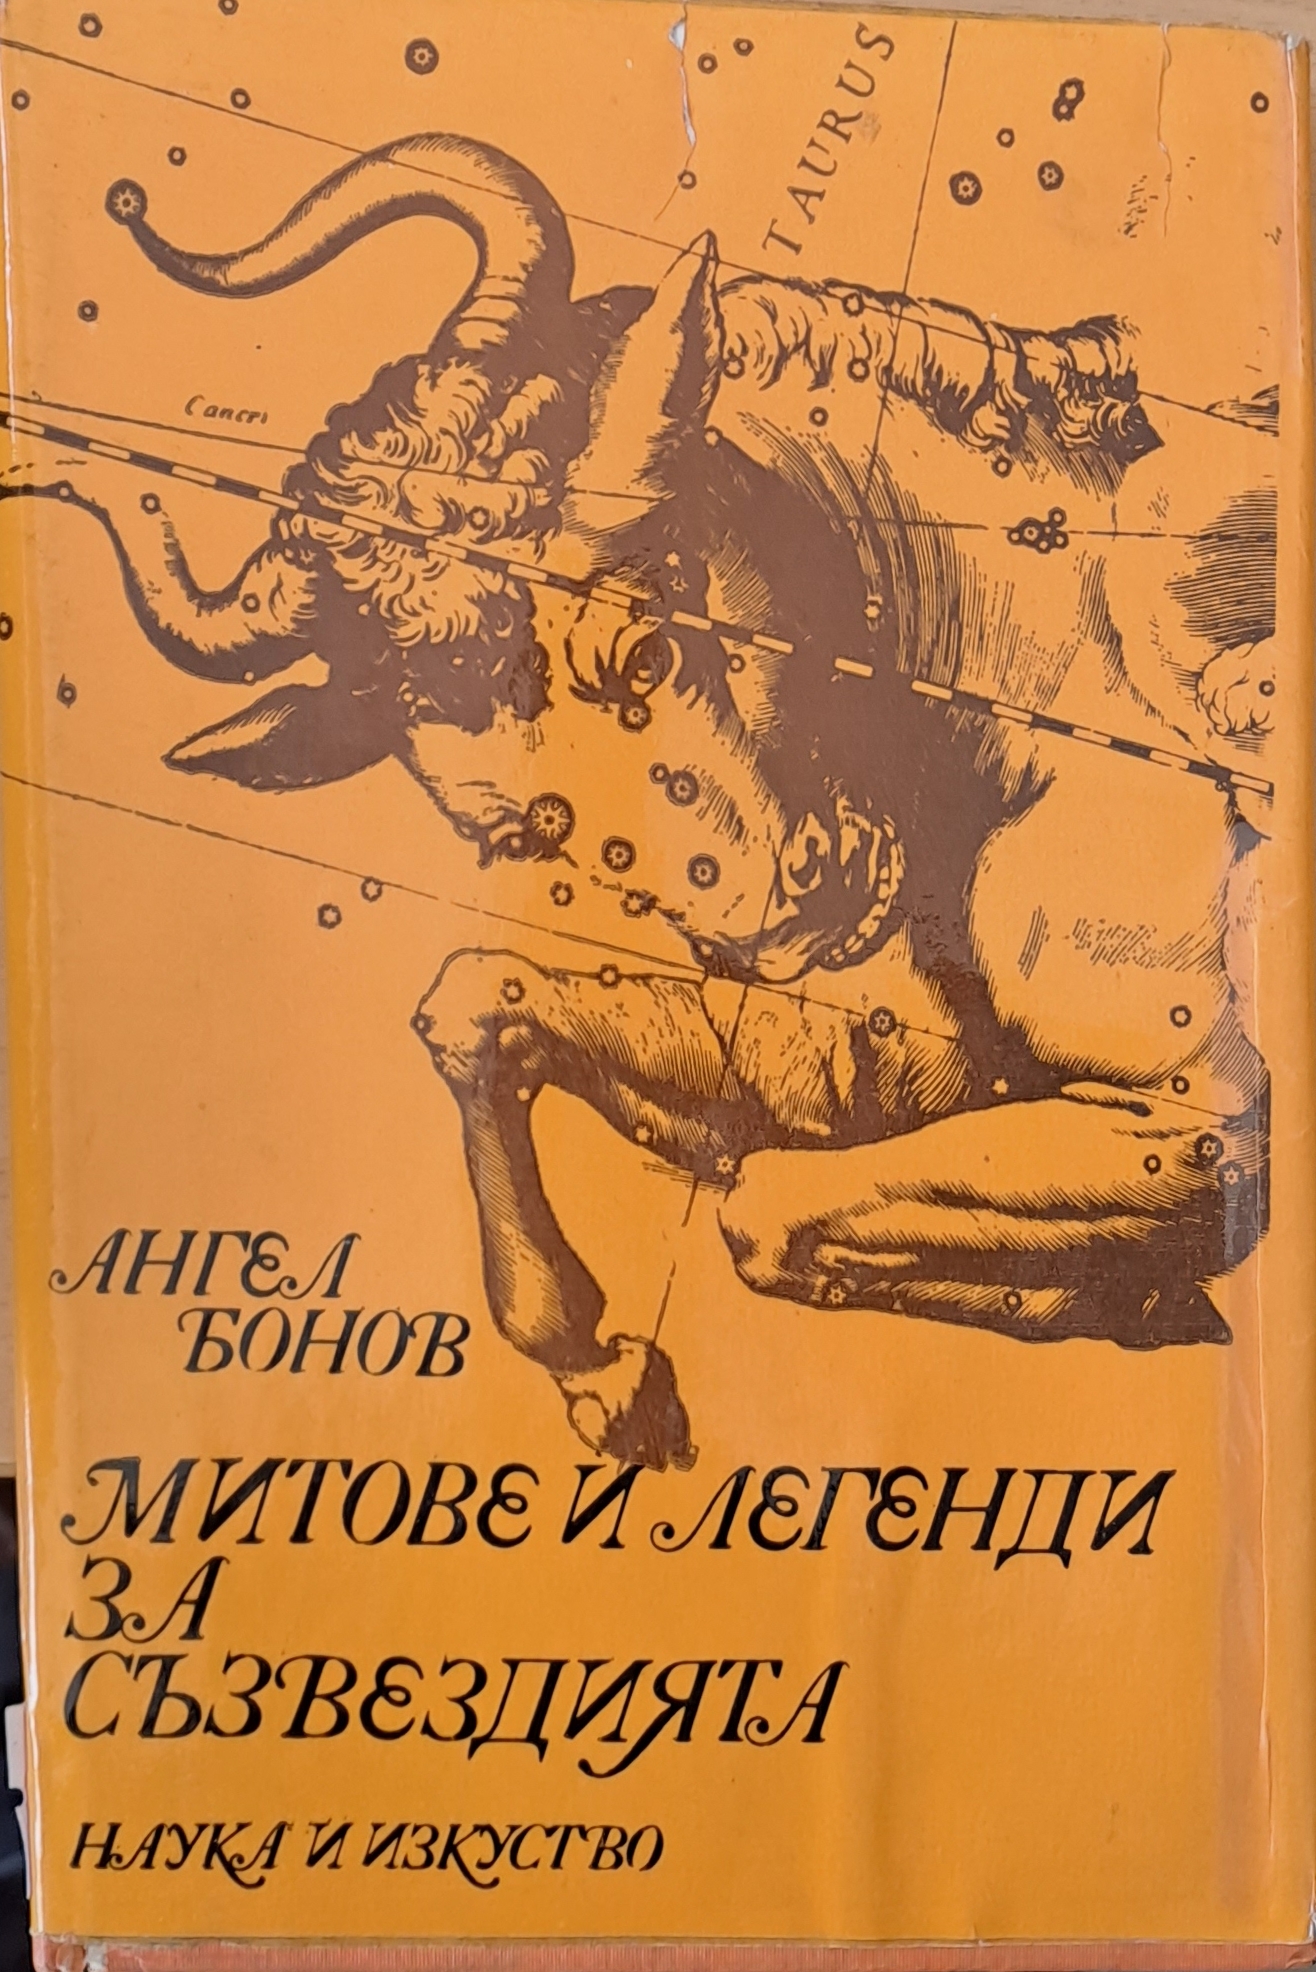 TAURUS
Cancri
АНГЕЛ
БОНОВ
МИТОВЕ И ЛЕГЕНДИ
ЗА
СЪЗВЕЗДИЯТА
НАУКА И ИЗКУСТВО